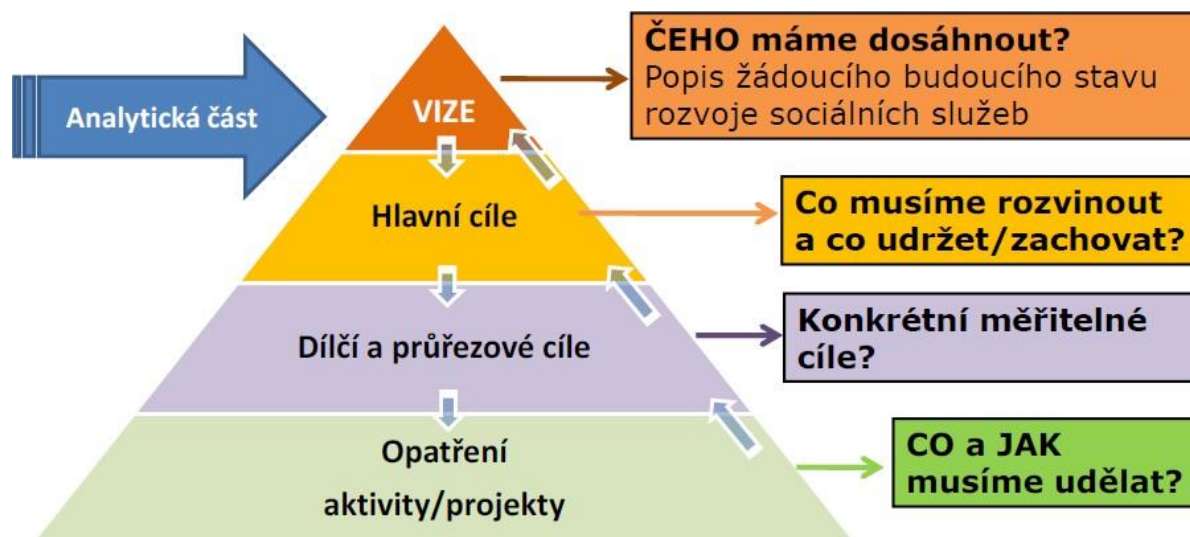 Analytická část
VIZE
ČEHO máme dosáhnout?
Popis žádoucího budoucího stavu
rozvoje sociálních služeb
Hlavní cíle
Co musíme rozvinout
a co udržet/zachovat?
Dílčí a průřezové cíle
Konkrétní měřitelné
cíle?
Opatření
aktivity/projekty
CO a JAK
musíme udělat?